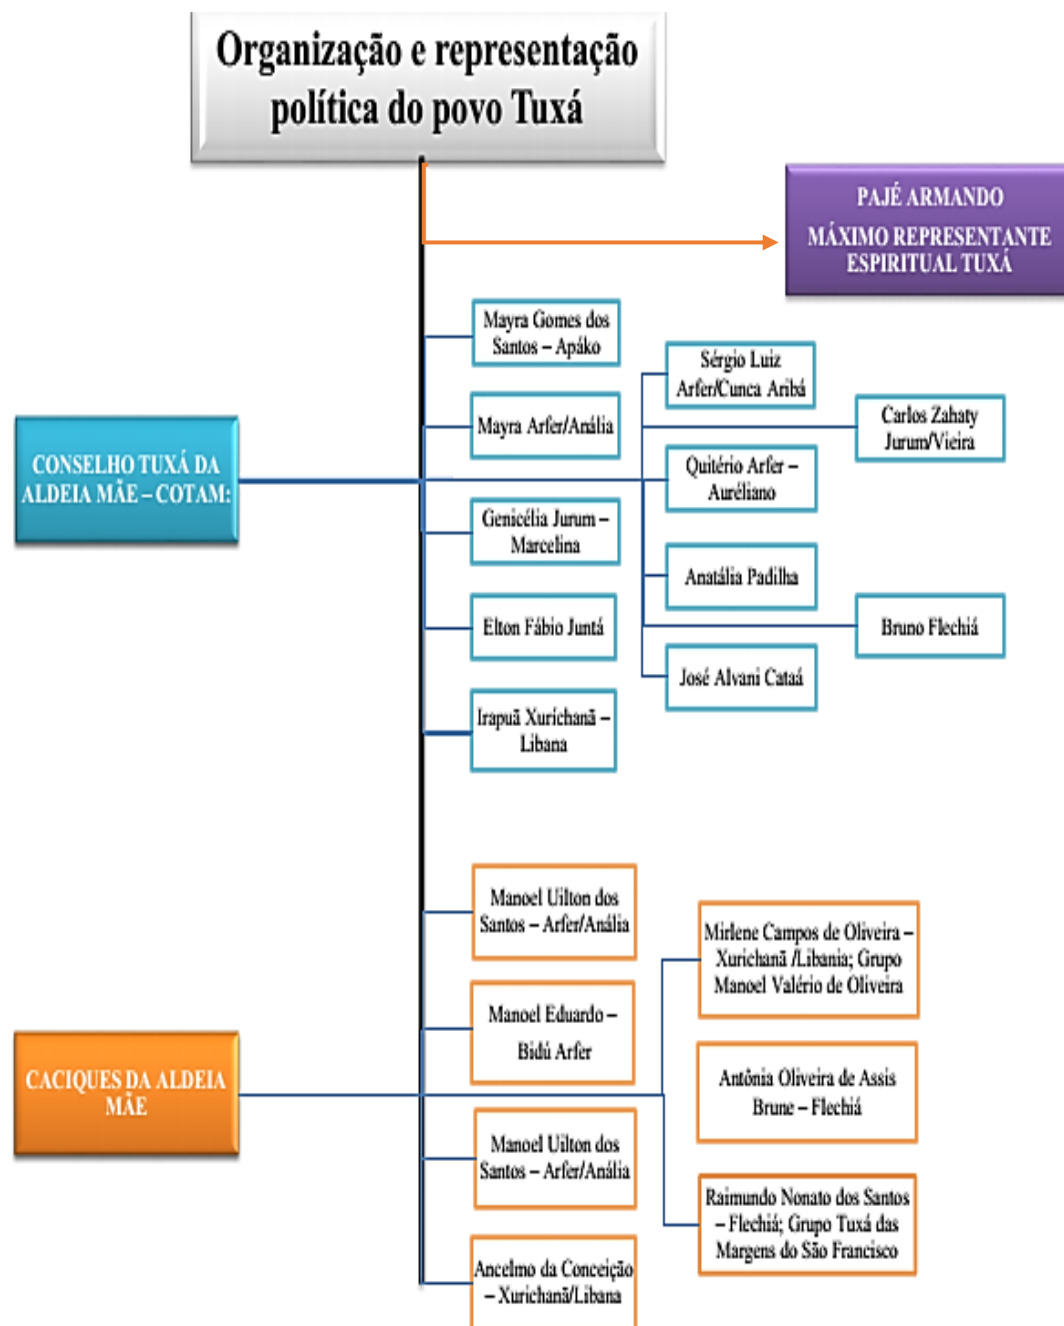 Organização e representação
política do povo Tuxá
PAJÉ ARMANDO
MÁXIMO REPRESENTANTE
ESPIRITUAL TUXÁ
CONSELHO TUXÁ DA
ALDEIA MÃE – COTAM:
Mayra Gomes dos
Santos – Apáko
Mayra Arfer/Anália
Genicélia Jurum –
Marcelina
Elton Fábio Juntá
Irapuã Xurichanã –
Libana
Sérgio Luiz
Arfer/Cunca Aribá
Quitério Arfer –
Auréliano
Anatália Padilha
José Alvani Cataá
Carlos Zahaty
Jurum/Vieira
Bruno Flechiá
CACIQUES DA ALDEIA
MÃE
Manoel Uilton dos
Santos – Arfer/Anália
Manoel Eduardo –
Bidú Arfer
Manoel Uilton dos
Santos – Arfer/Anália
Ancelmo da Conceição
– Xurichanã/Libana
Mirlene Campos de Oliveira –
Xurichanã /Libania; Grupo
Manoel Valério de Oliveira
Antônia Oliveira de Assis
Brune – Flechiá
Raimundo Nonato dos Santos
– Flechiá; Grupo Tuxá das
Margens do São Francisco